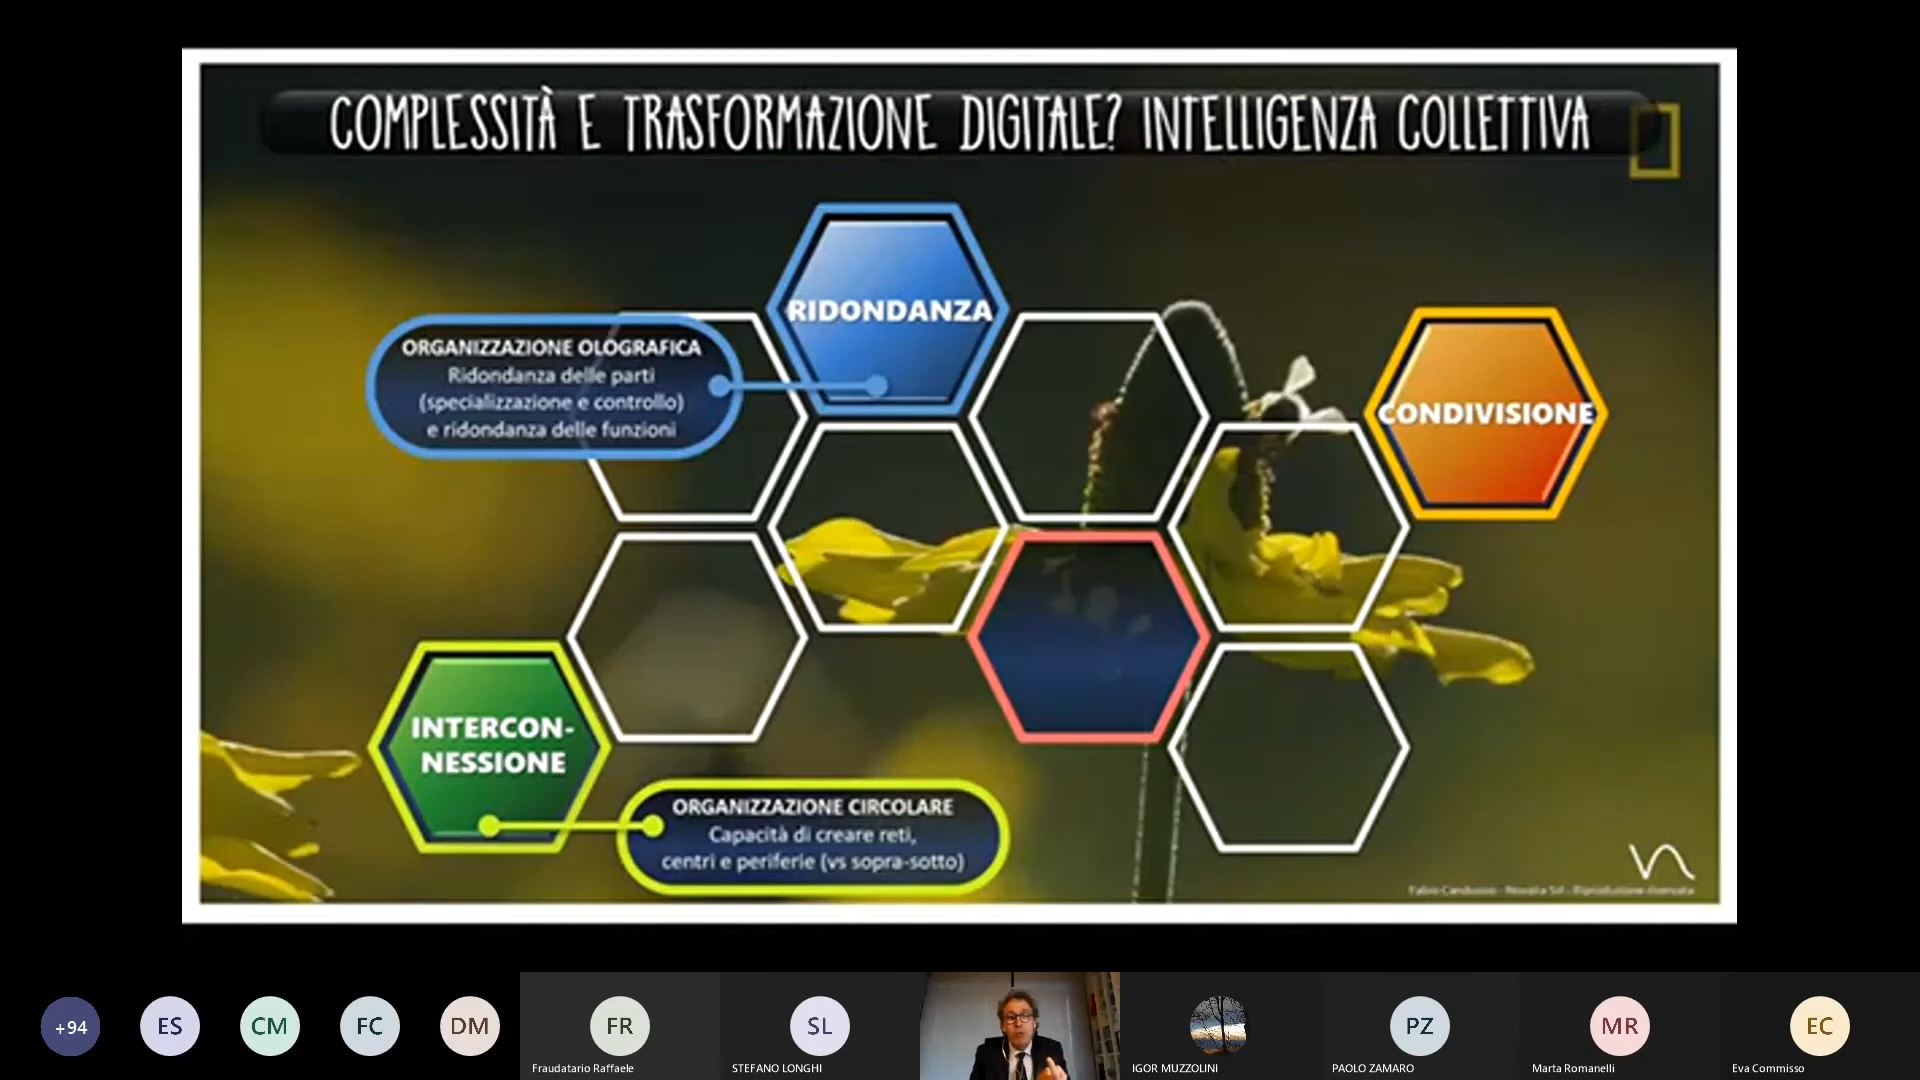 COMPLESSITÀ E TRASFORMAZIONE DIGITALE? INTELLIGENZA COLLETTIVA
RIDONDANZA
ORGANIZZAZIONE OLOGRAFICA
Ridondanza delle parti
(specializzazione e controllo)
e ridondanza delle funzioni
CONDIVISIONE
INTERCON-
NESSIONE
ORGANIZZAZIONE CIRCOLARE
Capacità di creare reti,
centri e periferie (vs sopra-sotto)
+94
ES
CM
FC
DM
FR
Fraudatario Raffaele
SL
STEFANO LONGHI
IGOR MUZZOLINI
PZ
PAOLO ZAMARO
MR
Marta Romanelli
EC
Eva Commisso